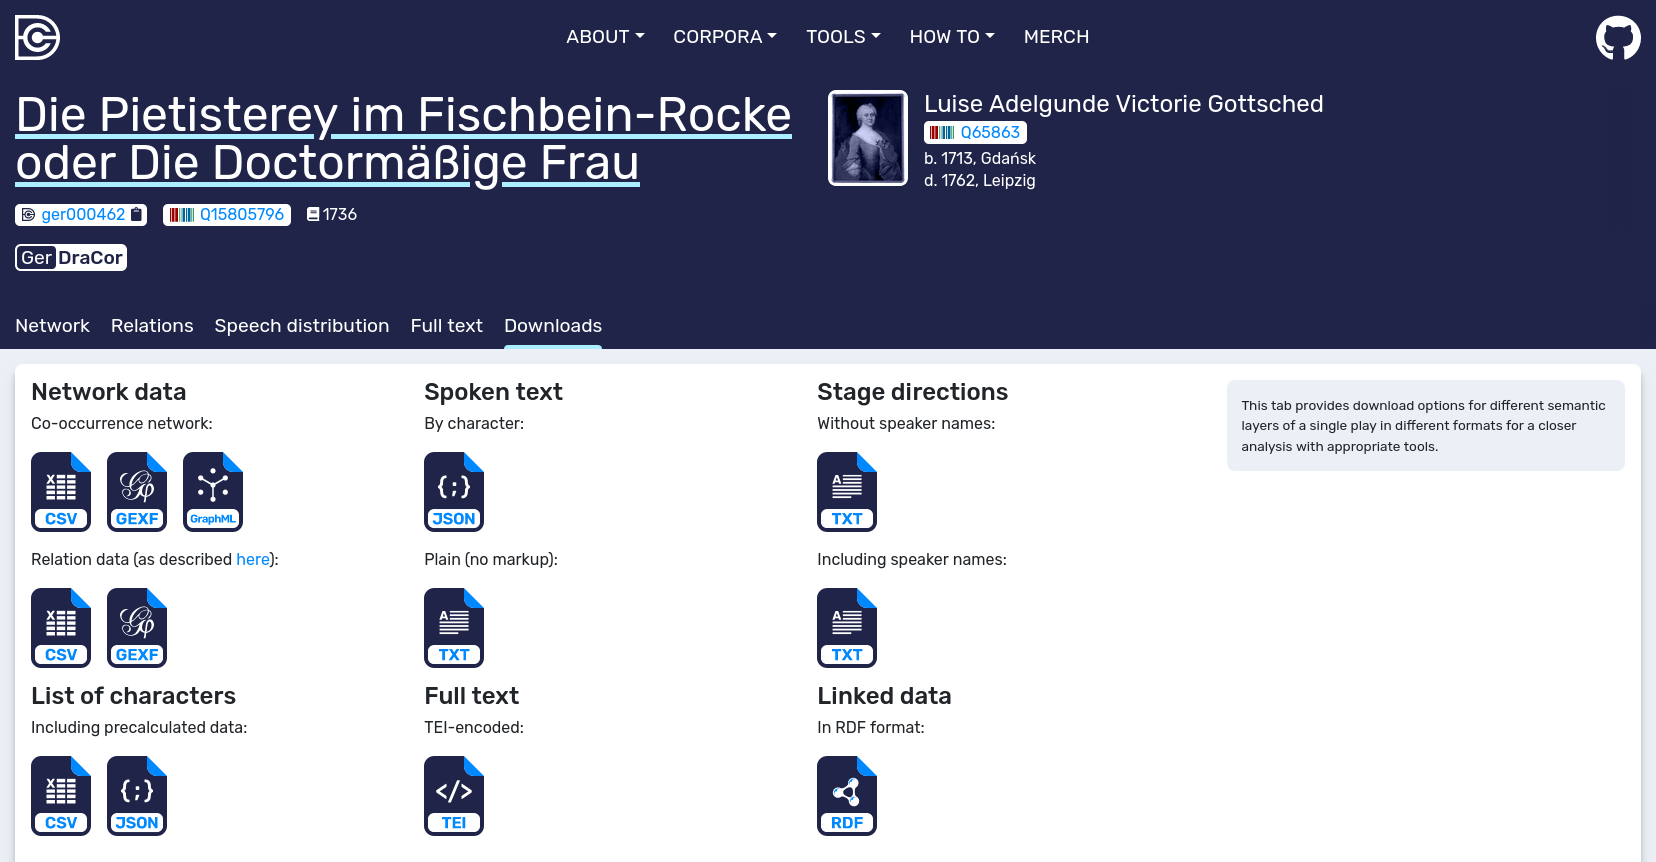 ABOUT CORPORA TOOLS HOW TO MERCH
Die Pietisterey im Fischbein-Rocke
oder Die Doctormäßige Frau
ger000462 Q15805796 1736
Ger DraCor
Luise Adelgunde Victorie Gottsched
Q65863
b. 1713, Gdańsk
d. 1762, Leipzig
Network Relations Speech distribution Full text Downloads
Network data
Co-occurrence network:
CSV GEXF GraphML
Relation data (as described here):
CSV GEXF
List of characters
Including precalculated data:
CSV JSON
Spoken text
By character:
JSON
Plain (no markup):
TXT
Full text
TEI-encoded:
TEI
Stage directions
Without speaker names:
TXT
Including speaker names:
TXT
Linked data
In RDF format:
RDF
This tab provides download options for different semantic
layers of a single play in different formats for a closer
analysis with appropriate tools.